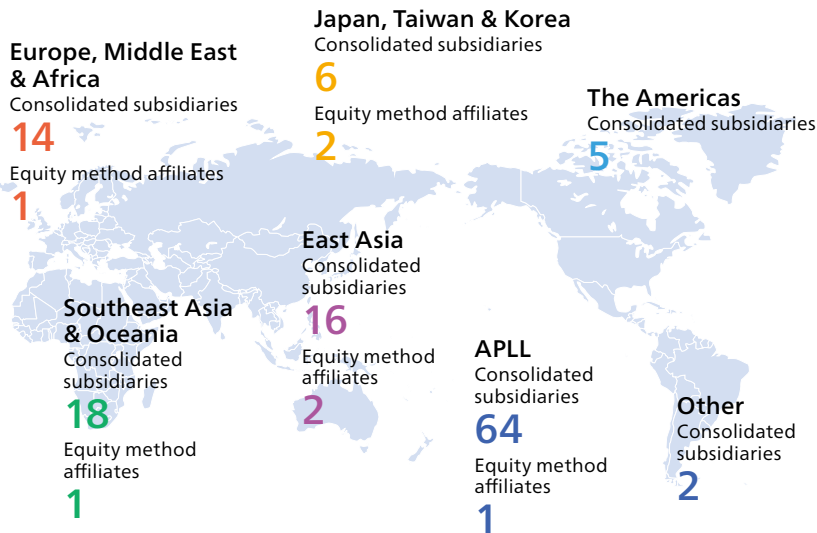 Japan, Taiwan & Korea
Consolidated subsidiaries
6
Equity method affiliates
2
Europe, Middle East
& Africa
Consolidated subsidiaries
14
Equity method affiliates
1
The Americas
Consolidated subsidiaries
5
East Asia
Consolidated
subsidiaries
16
Equity method
affiliates
2
Southeast Asia
& Oceania
Consolidated
subsidiaries
18
Equity method
affiliates
1
APLL
Consolidated
subsidiaries
64
Equity method
affiliates
1
Other
Consolidated
subsidiaries
2